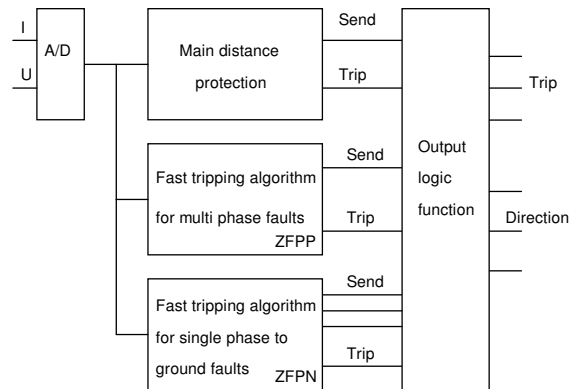 I
U
A/D
Main distance
protection
Send
Trip
Fast tripping algorithm
for multi phase faults
ZFPP
Send
Trip
Fast tripping algorithm
for single phase to
ground faults
ZFPN
Send
Trip
Output
logic
function
Trip
Direction